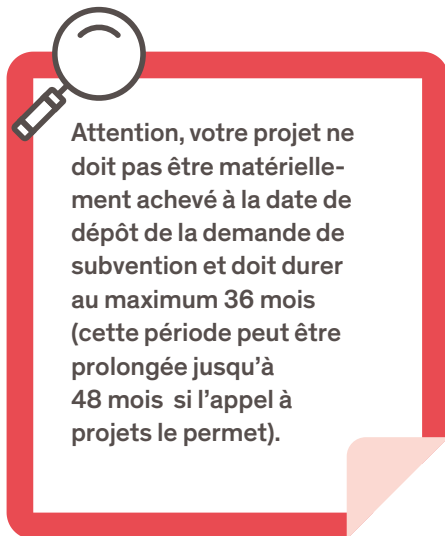 Attention, votre projet ne
doit pas être matérielle-
ment achevé à la date de
dépôt de la demande de
subvention et doit durer
au maximum 36 mois
(cette période peut être
prolongée jusqu’à
48 mois  si l’appel à
projets le permet).